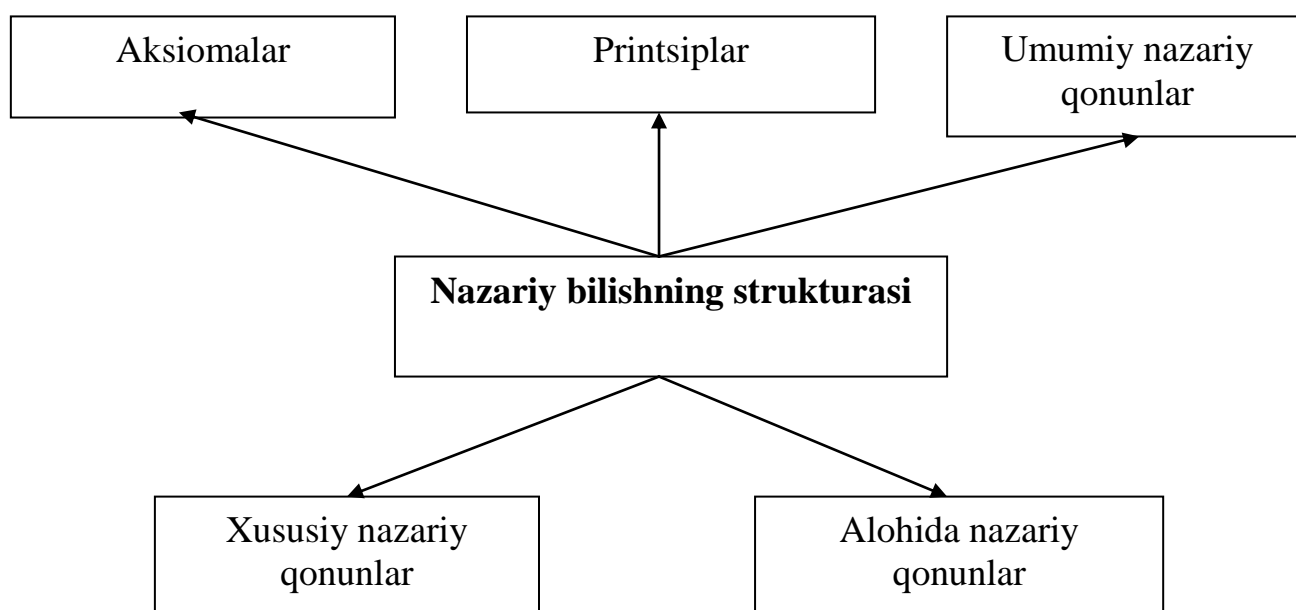 Aksiomalar
Printsiplar
Umumiy nazariy
qonunlar
Nazariy bilishning strukturasi
Xususiy nazariy
qonunlar
Alohida nazariy
qonunlar